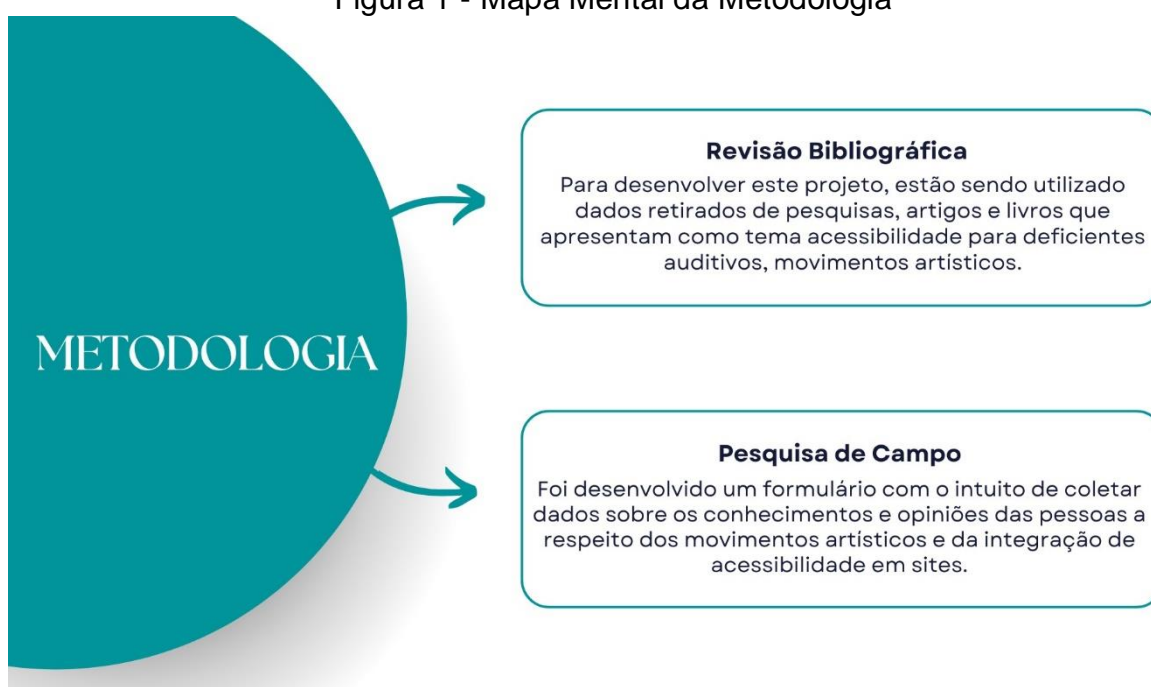 Figura 1 - Mapa Mental da Metodologia
METODOLOGIA
Revisão Bibliográfica
Para desenvolver este projeto, estão sendo utilizado
dados retirados de pesquisas, artigos e livros que
apresentam como tema acessibilidade para deficientes
auditivos, movimentos artísticos.
Pesquisa de Campo
Foi desenvolvido um formulário com o intuito de coletar
dados sobre os conhecimentos e opiniões das pessoas a
respeito dos movimentos artísticos e da integração de
acessibilidade em sites.